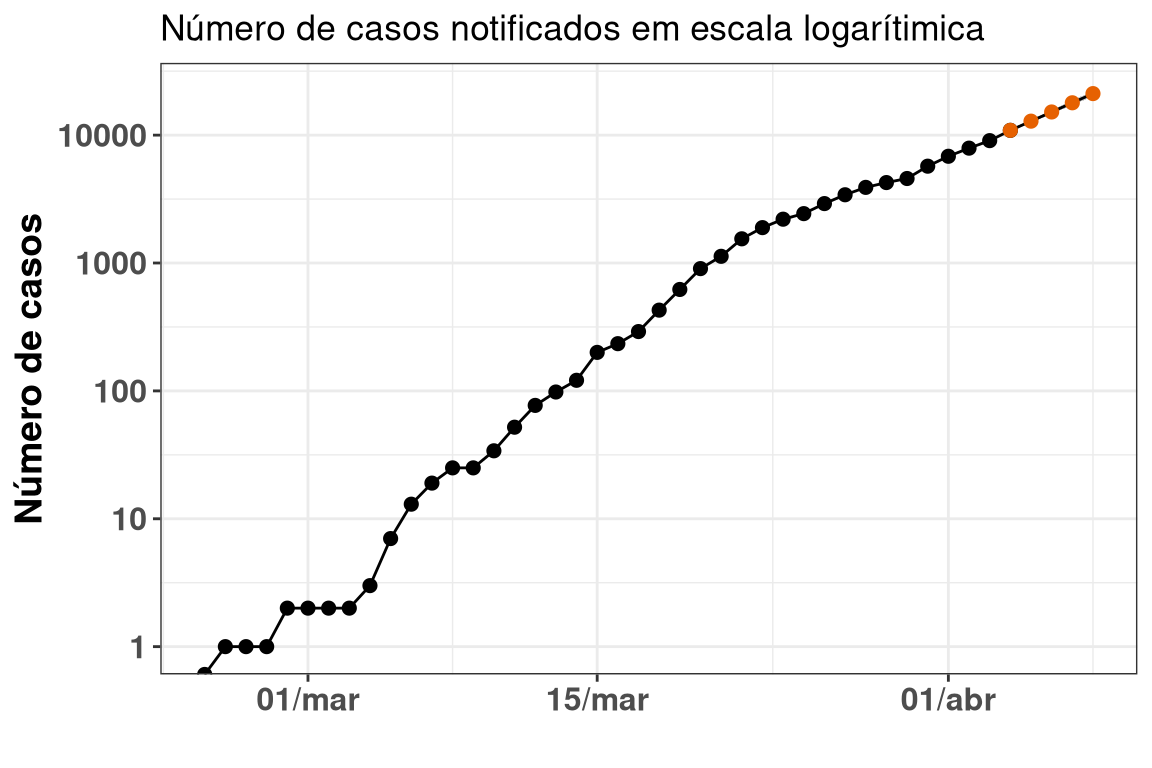 Número de casos notificados em escala logarítimica
Número de casos
10000
1000
100
10
1
01/mar
15/mar
01/abr